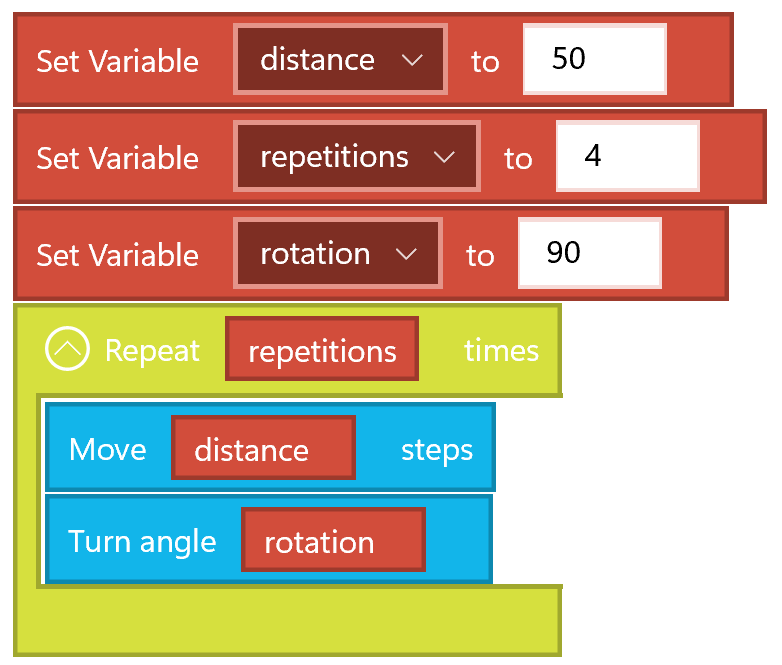 Set Variable distance to 50
Set Variable repetitions to 4
Set Variable rotation to 90
Repeat repetitions times
Move distance steps
Turn angle rotation